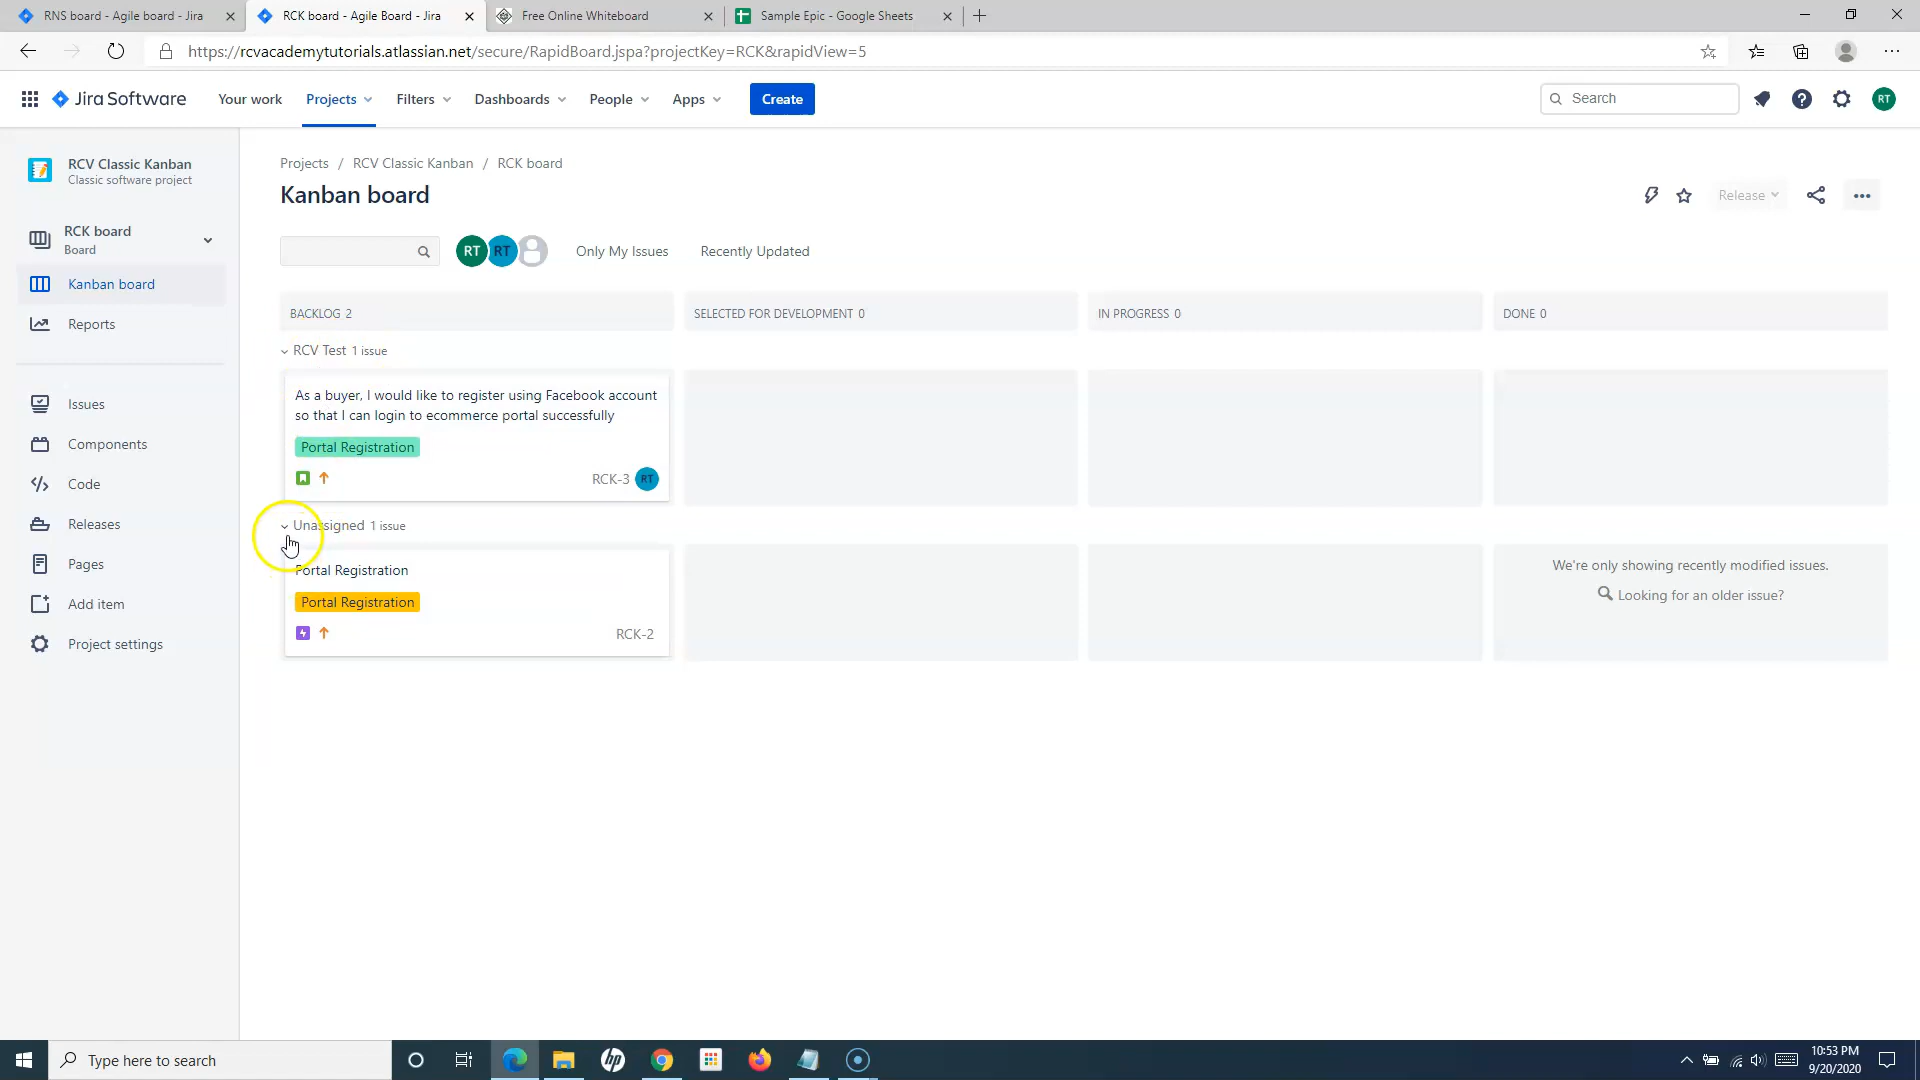 RNS board - Agile board - Jira
RCK board - Agile Board - Jira
Free Online Whiteboard
Sample Epic - Google Sheets
https://rcvacademytutorials.atlassian.net/secure/RapidBoard.jspa?projectKey=RCK&rapidView=5
Jira Software
Your work
Projects
Filters
Dashboards
People
Apps
Create
Search
RT
RCV Classic Kanban
Classic software project
RCK board
Board
Kanban board
Reports
Issues
Components
Code
Releases
Pages
Add item
Project settings
Projects / RCV Classic Kanban / RCK board
Kanban board
Release
RT RT
Only My Issues
Recently Updated
BACKLOG 2
SELECTED FOR DEVELOPMENT 0
IN PROGRESS 0
DONE 0
RCV Test 1 issue
As a buyer, I would like to register using Facebook account
so that I can login to ecommerce portal successfully
Portal Registration
RCK-3 RT
Unassigned 1 issue
Portal Registration
Portal Registration
RCK-2
We're only showing recently modified issues.
Looking for an older issue?
Type here to search
hp
10:53 PM
9/20/2020